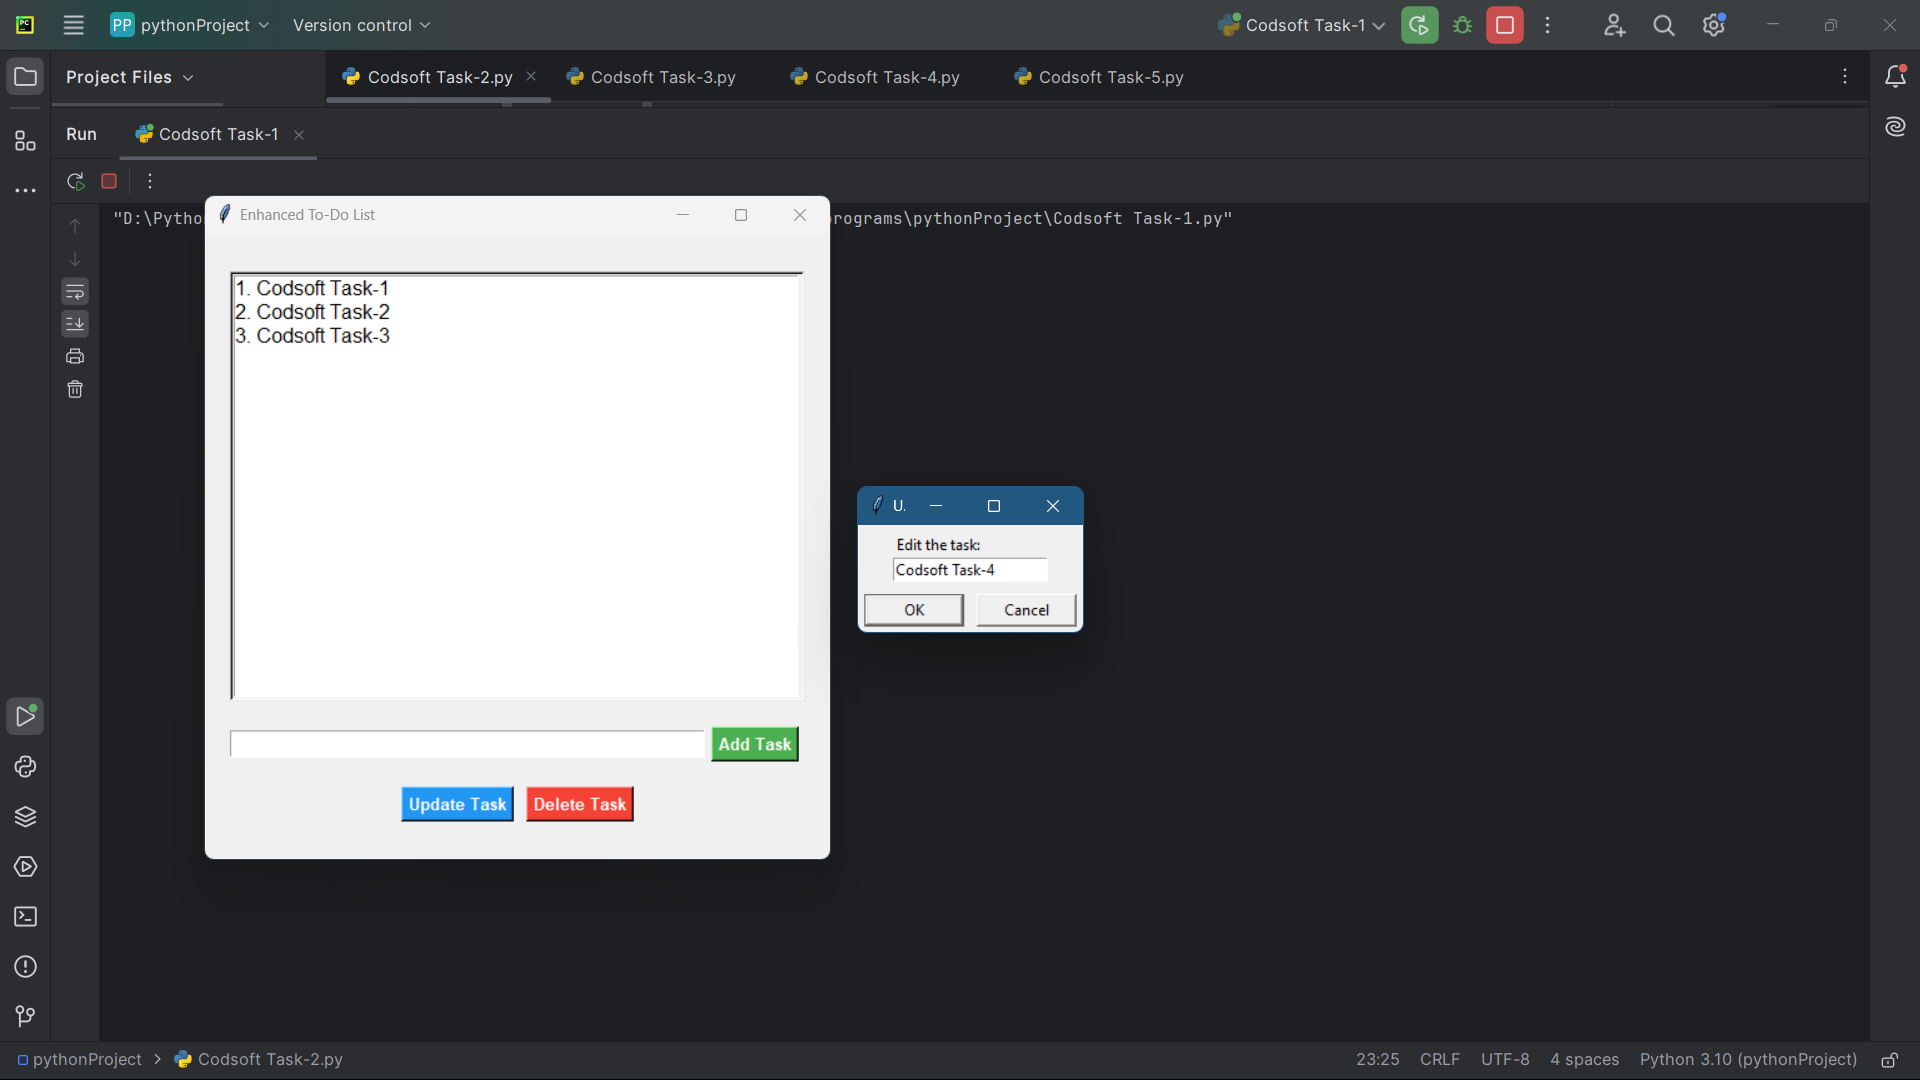 PC
PP pythonProject
Version control
Codsoft Task-1
Project Files
Codsoft Task-2.py
Codsoft Task-3.py
Codsoft Task-4.py
Codsoft Task-5.py
Run
Codsoft Task-1
"D:\Pytho
rograms\pythonProject\Codsoft Task-1.py"
Enhanced To-Do List
1. Codsoft Task-1
2. Codsoft Task-2
3. Codsoft Task-3
U.
Edit the task:
Codsoft Task-4
OK
Cancel
Add Task
Update Task
Delete Task
pythonProject > Codsoft Task-2.py
23:25 CRLF UTF-8 4 spaces Python 3.10 (pythonProject)